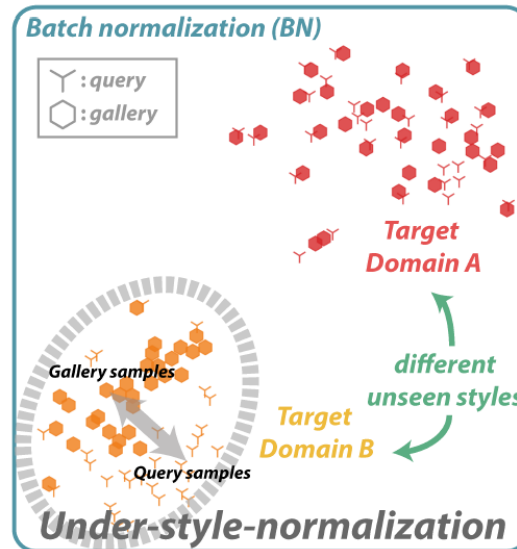 Batch normalization (BN)
: query
: gallery
Target
Domain A
different
unseen styles
Gallery samples
Target
Domain B
Query samples
Under-style-normalization